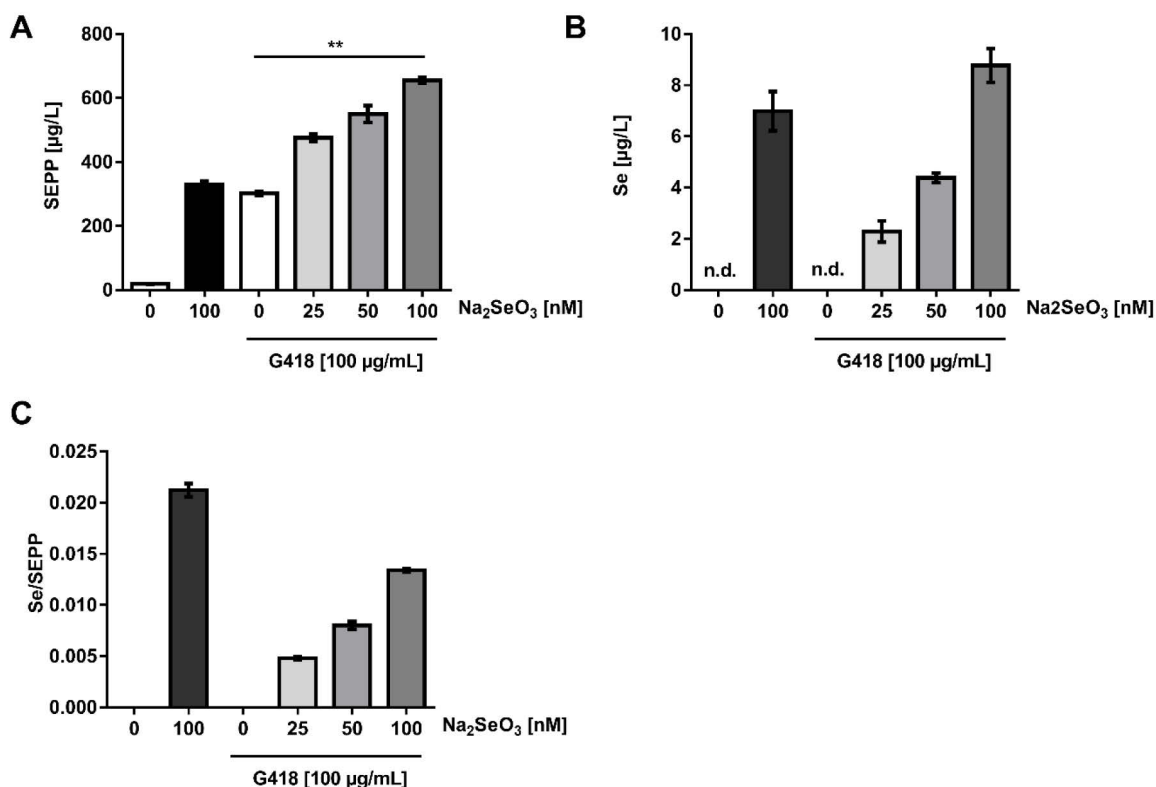 A
SEPP [µg/L]
800
600
400
200
0
**
0 100 0 25 50 100 Na₂SeO₃ [nM]
G418 [100 µg/mL]
B
Se [µg/L]
10
8
6
4
2
0
n.d. n.d.
0 100 0 25 50 100 Na2SeO₃ [nM]
G418 [100 µg/mL]
C
Se/SEPP
0.025
0.020
0.015
0.010
0.005
0.000
0 100 0 25 50 100 Na₂SeO₃ [nM]
G418 [100 µg/mL]